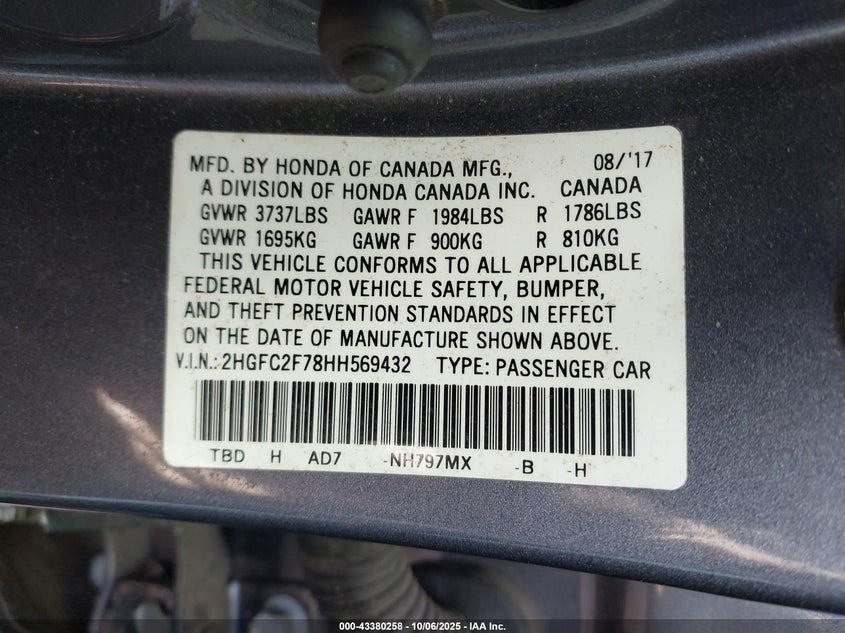 MFD. BY HONDA OF CANADA MFG., 08/'17
A DIVISION OF HONDA CANADA INC. CANADA
GVWR 3737LBS GAWR F 1984LBS R 1786LBS
GVWR 1695KG GAWR F 900KG R 810KG
THIS VEHICLE CONFORMS TO ALL APPLICABLE
FEDERAL MOTOR VEHICLE SAFETY, BUMPER,
AND THEFT PREVENTION STANDARDS IN EFFECT
ON THE DATE OF MANUFACTURE SHOWN ABOVE.
V.I.N.: 2HGFC2F78HH569432 TYPE: PASSENGER CAR
TBD H AD7 -NH797MX -B -H
000-43380258 - 10/06/2025 - IAA Inc.